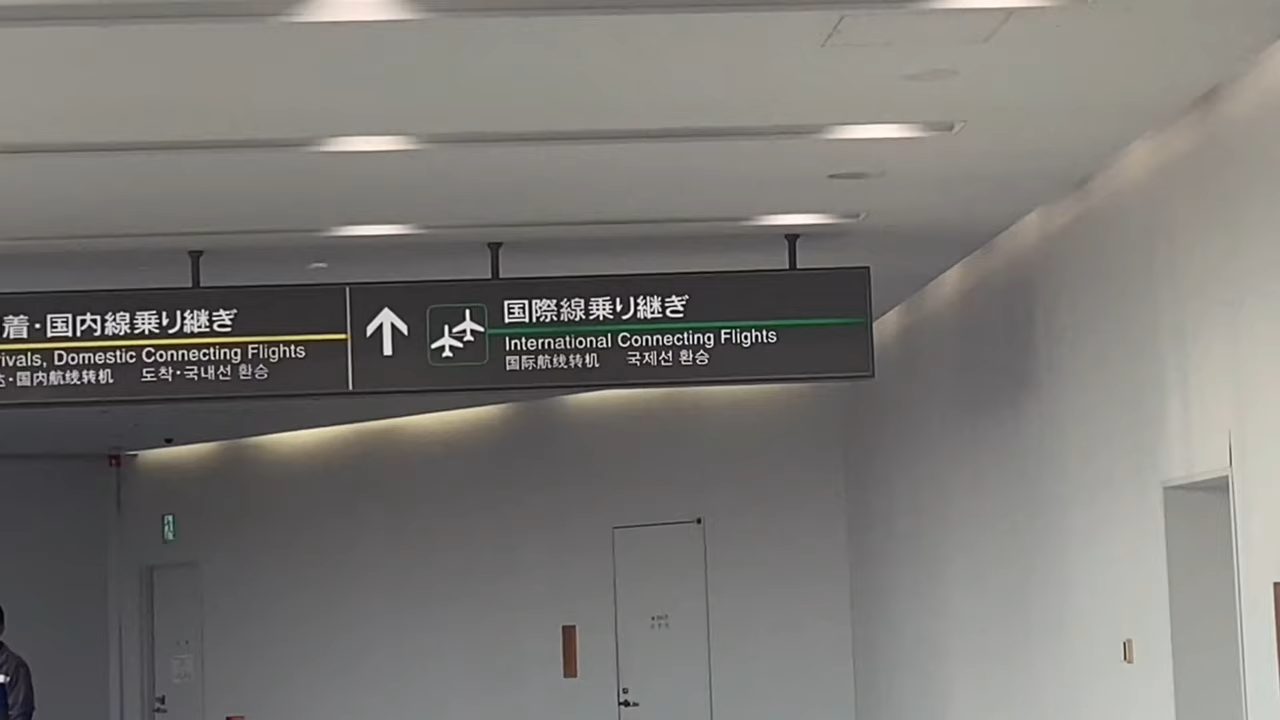 着・国内線乗り継ぎ
ivals, Domestic Connecting Flights
・国内航线转机 도착・국내선 환승
国際線乗り継ぎ
International Connecting Flights
国际航线转机 국제선 환승